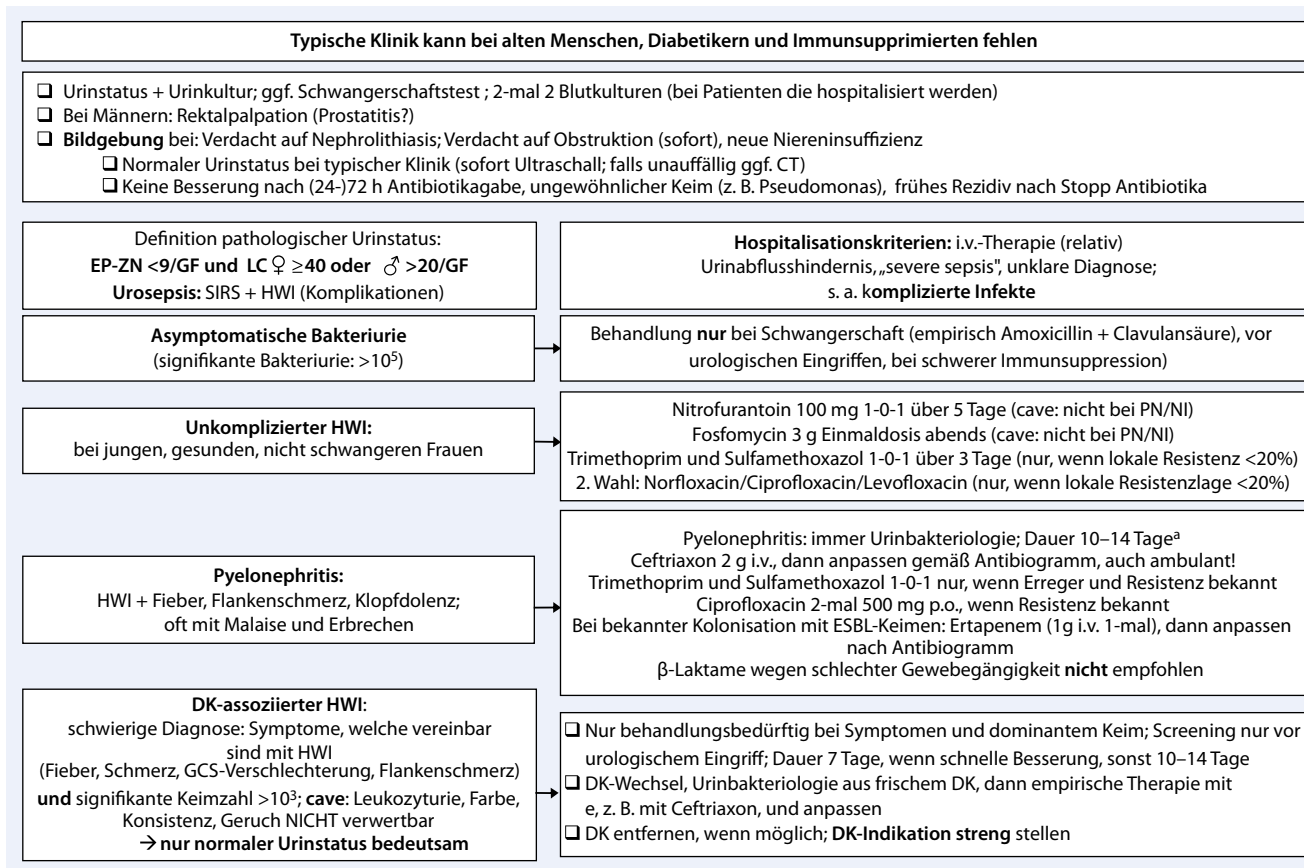 Typische Klinik kann bei alten Menschen, Diabetikern und Immunsupprimierten fehlen
❑ Urinstatus + Urinkultur; ggf. Schwangerschaftstest ; 2-mal 2 Blutkulturen (bei Patienten die hospitalisiert werden)
❑ Bei Männern: Rektalpalpation (Prostatitis?)
❑ Bildgebung bei: Verdacht auf Nephrolithiasis; Verdacht auf Obstruktion (sofort), neue Niereninsuffizienz
❑ Normaler Urinstatus bei typischer Klinik (sofort Ultraschall; falls unauffällig ggf. CT)
❑ Keine Besserung nach (24-)72 h Antibiotikagabe, ungewöhnlicher Keim (z. B. Pseudomonas), frühes Rezidiv nach Stopp Antibiotika
Definition pathologischer Urinstatus:
EP-ZN <9/GF und LC ♀ ≥40 oder ♂ >20/GF
Urosepsis: SIRS + HWI (Komplikationen)
Hospitalisationskriterien: i.v.-Therapie (relativ)
Urinabflusshindernis, „severe sepsis", unklare Diagnose;
s. a. komplizierte Infekte
Asymptomatische Bakteriurie
(signifikante Bakteriurie: >10⁵)
Behandlung nur bei Schwangerschaft (empirisch Amoxicillin + Clavulansäure), vor
urologischen Eingriffen, bei schwerer Immunsuppression)
Unkomplizierter HWI:
bei jungen, gesunden, nicht schwangeren Frauen
Nitrofurantoin 100 mg 1-0-1 über 5 Tage (cave: nicht bei PN/NI)
Fosfomycin 3 g Einmaldosis abends (cave: nicht bei PN/NI)
Trimethoprim und Sulfamethoxazol 1-0-1 über 3 Tage (nur, wenn lokale Resistenz <20%)
2. Wahl: Norfloxacin/Ciprofloxacin/Levofloxacin (nur, wenn lokale Resistenzlage <20%)
Pyelonephritis:
HWI + Fieber, Flankenschmerz, Klopfdolenz;
oft mit Malaise und Erbrechen
Pyelonephritis: immer Urinbakteriologie; Dauer 10–14 Tageᵃ
Ceftriaxon 2 g i.v., dann anpassen gemäß Antibiogramm, auch ambulant!
Trimethoprim und Sulfamethoxazol 1-0-1 nur, wenn Erreger und Resistenz bekannt
Ciprofloxacin 2-mal 500 mg p.o., wenn Resistenz bekannt
Bei bekannter Kolonisation mit ESBL-Keimen: Ertapenem (1g i.v. 1-mal), dann anpassen
nach Antibiogramm
β-Laktame wegen schlechter Gewebegängigkeit nicht empfohlen
DK-assoziierter HWI:
schwierige Diagnose: Symptome, welche vereinbar
sind mit HWI
(Fieber, Schmerz, GCS-Verschlechterung, Flankenschmerz)
und signifikante Keimzahl >10³; cave: Leukozyturie, Farbe,
Konsistenz, Geruch NICHT verwertbar
→ nur normaler Urinstatus bedeutsam
❑ Nur behandlungsbedürftig bei Symptomen und dominantem Keim; Screening nur vor
urologischem Eingriff; Dauer 7 Tage, wenn schnelle Besserung, sonst 10–14 Tage
❑ DK-Wechsel, Urinbakteriologie aus frischem DK, dann empirische Therapie mit
e, z. B. mit Ceftriaxon, und anpassen
❑ DK entfernen, wenn möglich; DK-Indikation streng stellen